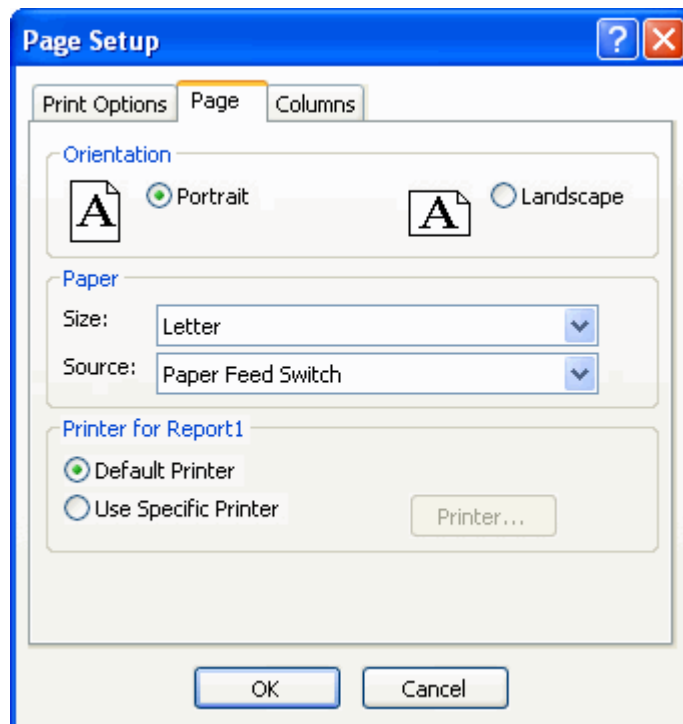 Page Setup
Print Options Page Columns
Orientation
A Portrait A Landscape
Paper
Size: Letter
Source: Paper Feed Switch
Printer for Report1
Default Printer
Use Specific Printer Printer...
OK Cancel